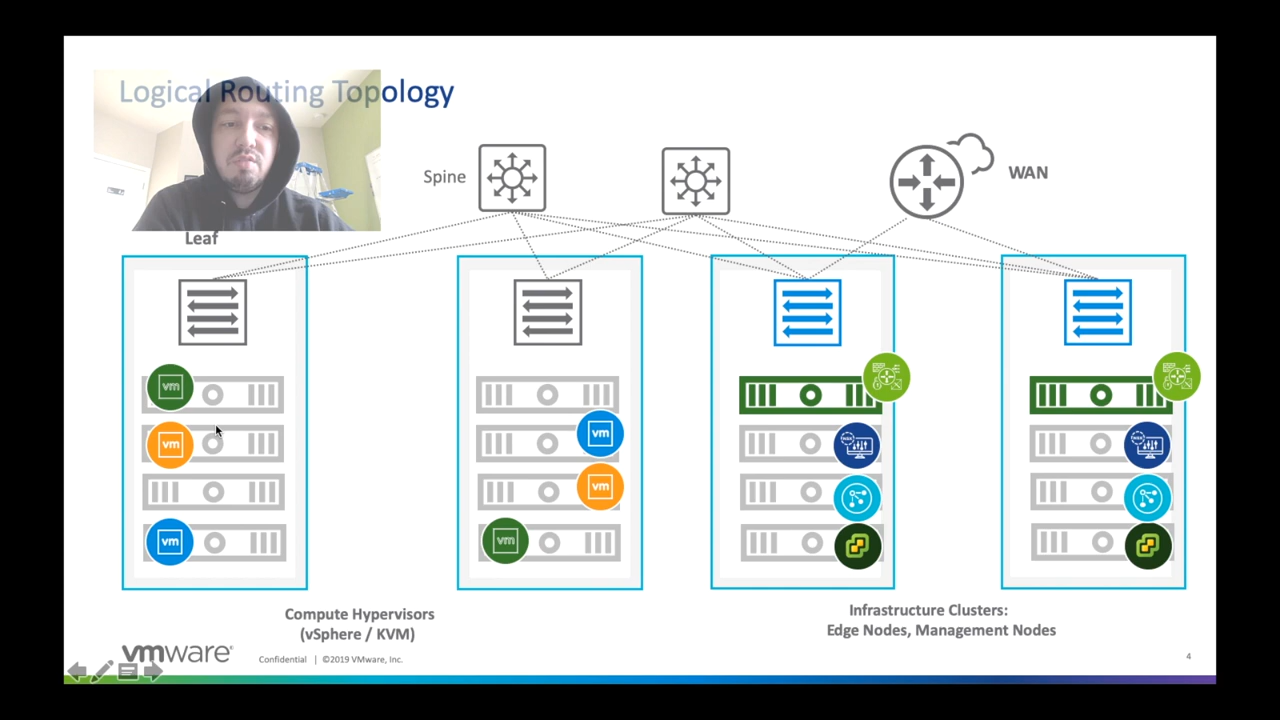 Logical Routing Topology
Spine
WAN
Leaf
vm
vm
vm
vm
vm
vm
Compute Hypervisors
(vSphere / KVM)
Infrastructure Clusters:
Edge Nodes, Management Nodes
vmware®
Confidential | ©2019 VMware, Inc.
4